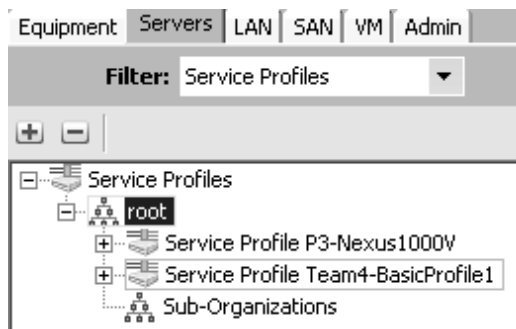 Equipment Servers LAN SAN VM Admin
Filter: Service Profiles
Service Profiles
root
Service Profile P3-Nexus1000V
Service Profile Team4-BasicProfile1
Sub-Organizations